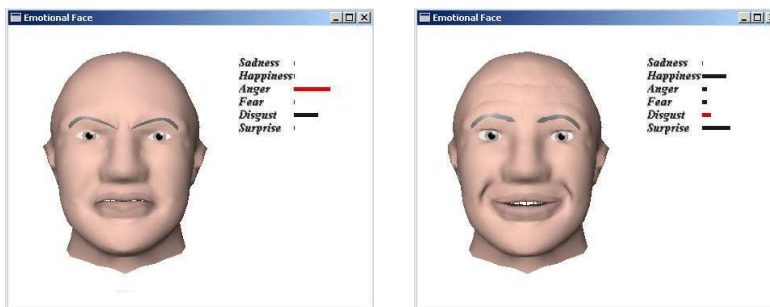 Emotional Face
Sadness
Happiness
Anger
Fear
Disgust
Surprise
Emotional Face
Sadness
Happiness
Anger
Fear
Disgust
Surprise